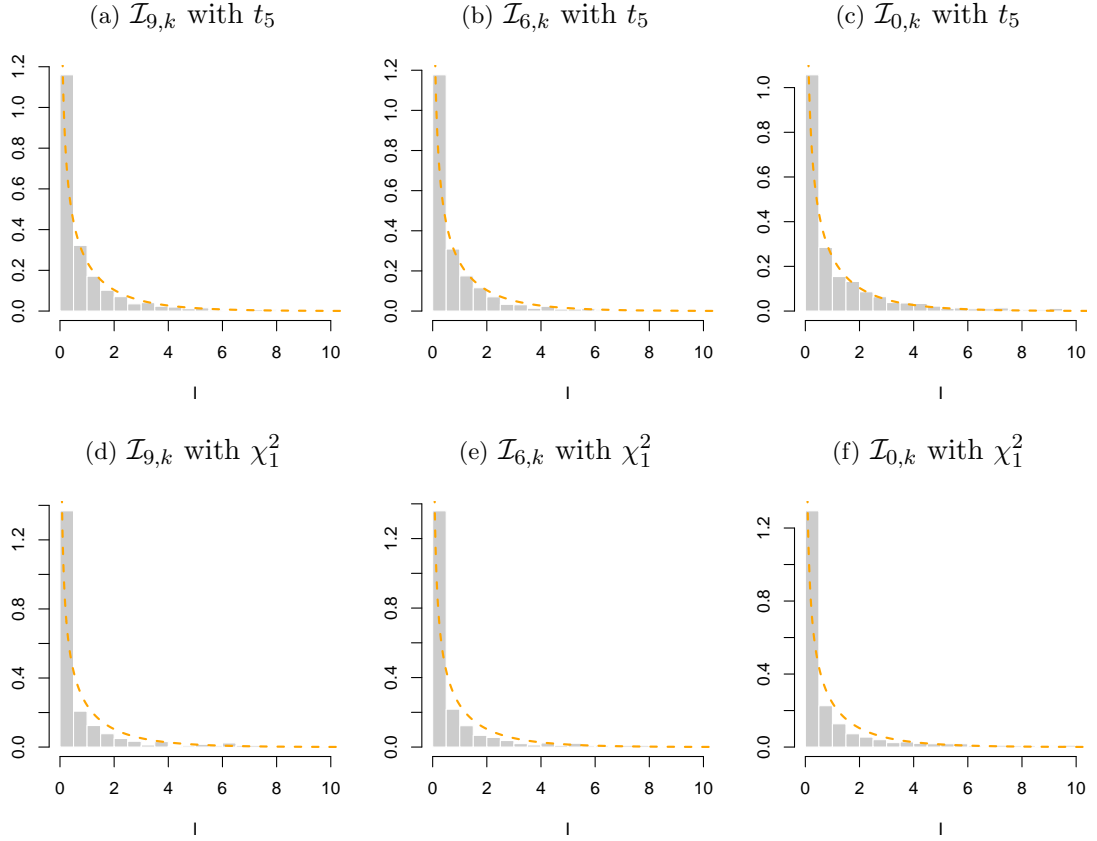 (a) I₉,ₖ with t₅
(b) I₆,ₖ with t₅
(c) I₀,ₖ with t₅
0.0 0.2 0.4 0.6 0.8 1.0 1.2
0 2 4 6 8 10
I
0.0 0.2 0.4 0.6 0.8 1.0 1.2
0 2 4 6 8 10
I
0.0 0.2 0.4 0.6 0.8 1.0
0 2 4 6 8 10
I
(d) I₉,ₖ with χ₁²
(e) I₆,ₖ with χ₁²
(f) I₀,ₖ with χ₁²
0.0 0.4 0.8 1.2
0 2 4 6 8 10
I
0.0 0.4 0.8 1.2
0 2 4 6 8 10
I
0.0 0.4 0.8 1.2
0 2 4 6 8 10
I